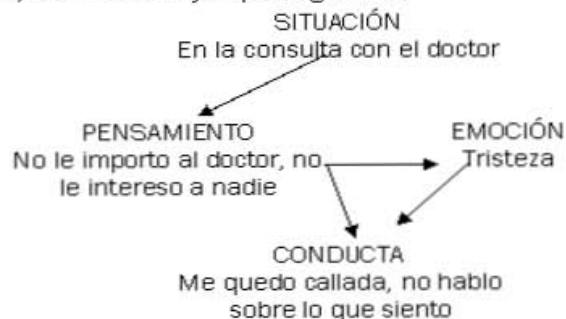 SITUACIÓN
En la consulta con el doctor
PENSAMIENTO
No le importo al doctor, no
le intereso a nadie
EMOCIÓN
Tristeza
CONDUCTA
Me quedo callada, no hablo
sobre lo que siento